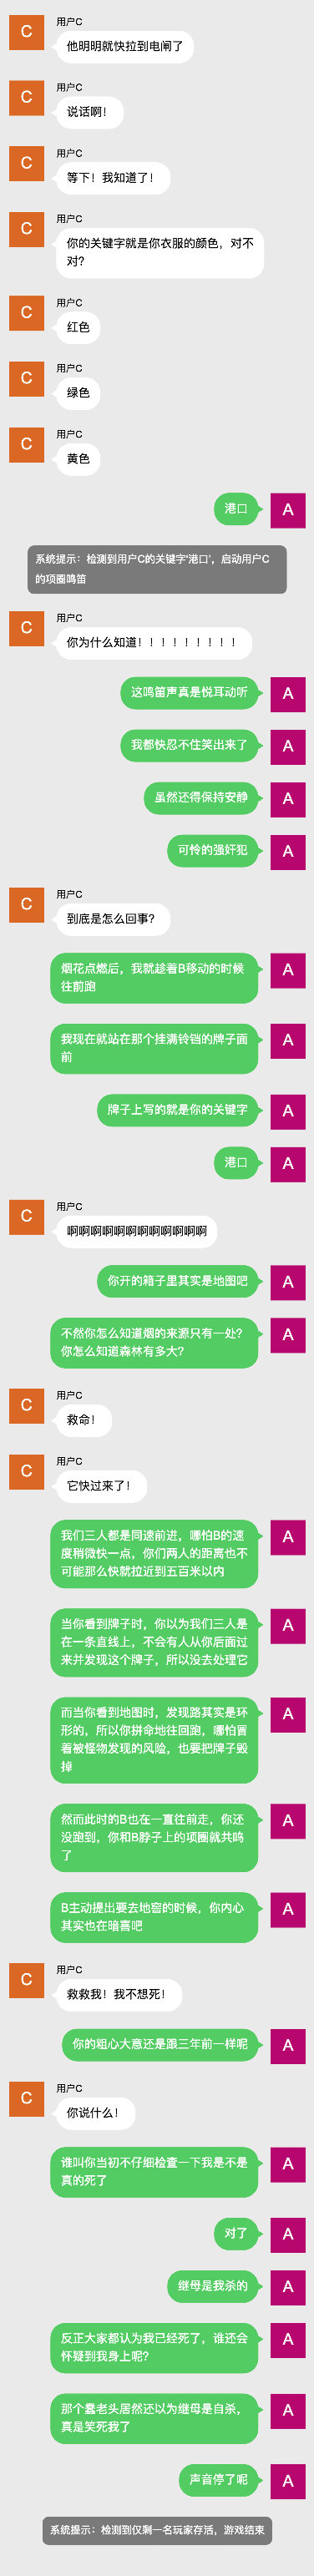 用户C
C
他明明就快拉到电闸了
用户C
C
说话啊！
用户C
C
等下！我知道了！
用户C
C
你的关键字就是你衣服的颜色，对不
对？
用户C
C
红色
用户C
C
绿色
用户C
C
黄色
港口
A
系统提示：检测到用户C的关键字‘港口’，启动用户C
的项圈鸣笛
用户C
C
你为什么知道！！！！！！！！！
这鸣笛声真是悦耳动听
A
我都快忍不住笑出来了
A
虽然还得保持安静
A
可怜的强奸犯
A
用户C
C
到底是怎么回事？
烟花点燃后，我就趁着B移动的时候
往前跑
A
我现在就站在那个挂满铃铛的牌子面
前
A
牌子上写的就是你的关键字
A
港口
A
用户C
C
啊啊啊啊啊啊啊啊啊啊啊啊
你开的箱子里其实是地图吧
A
不然你怎么知道烟的来源只有一处？
你怎么知道森林有多大？
A
用户C
C
救命！
用户C
C
它快过来了！
我们三人都是同速前进，哪怕B的速
度稍微快一点，你们两人的距离也不
可能那么快就拉近到五百米以内
A
当你看到牌子时，你以为我们三人是
在一条直线上，不会有人从你后面过
来并发现这个牌子，所以没去处理它
A
而当你看到地图时，发现路其实是环
形的，所以你拼命地往回跑，哪怕冒
着被怪物发现的风险，也要把牌子毁
掉
A
然而此时的B也在一直往前走，你还
没跑到，你和B脖子上的项圈就共鸣
了
A
B主动提出要去地窖的时候，你内心
其实也在暗喜吧
A
用户C
C
救救我！我不想死！
你的粗心大意还是跟三年前一样呢
A
用户C
C
你说什么！
谁叫你当初不仔细检查一下我是不是
真的死了
A
对了
A
继母是我杀的
A
反正大家都认为我已经死了，谁还会
怀疑到我身上呢？
A
那个蠢老头居然还以为继母是自杀，
真是笑死我了
A
声音停了呢
A
系统提示：检测到仅剩一名玩家存活，游戏结束